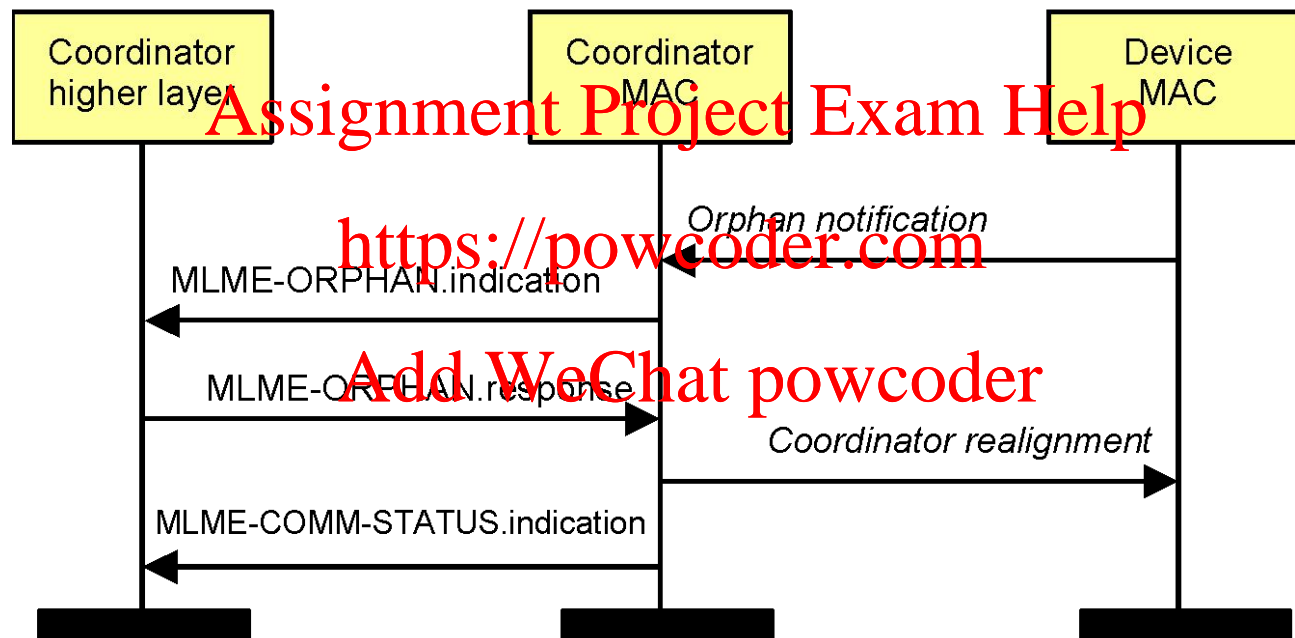 Coordinator
higher layer
Coordinator
MAC
Device
MAC
Assignment Project Exam Help
Orphan notification
https://powcoder.com
MLME-ORPHAN.indication
Add WeChat powcoder
MLME-ORPHAN.response
Coordinator realignment
MLME-COMM-STATUS.indication